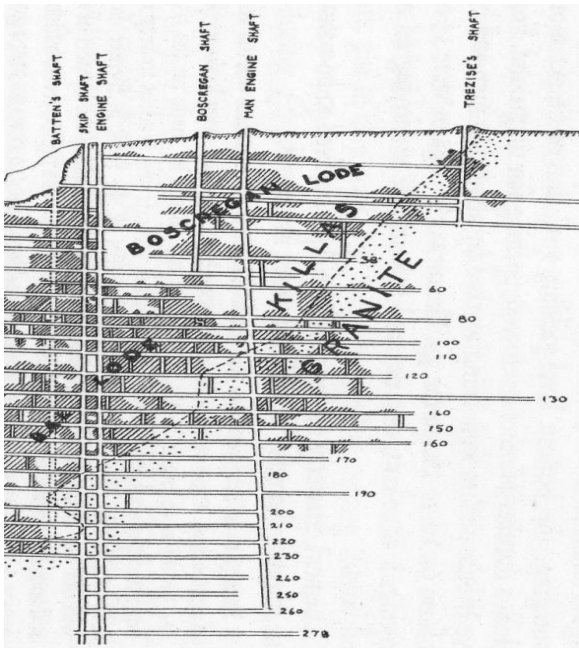 BATTEN'S SHAFT
SKIP SHAFT
ENGINE SHAFT
BOSCREGAN SHAFT
MAN ENGINE SHAFT
TREZISE'S SHAFT
BOSCREGAN LODE
KILLAS
GRANITE
LODE
38
60
80
100
110
120
130
140
150
160
170
180
190
200
210
220
230
240
250
260
278